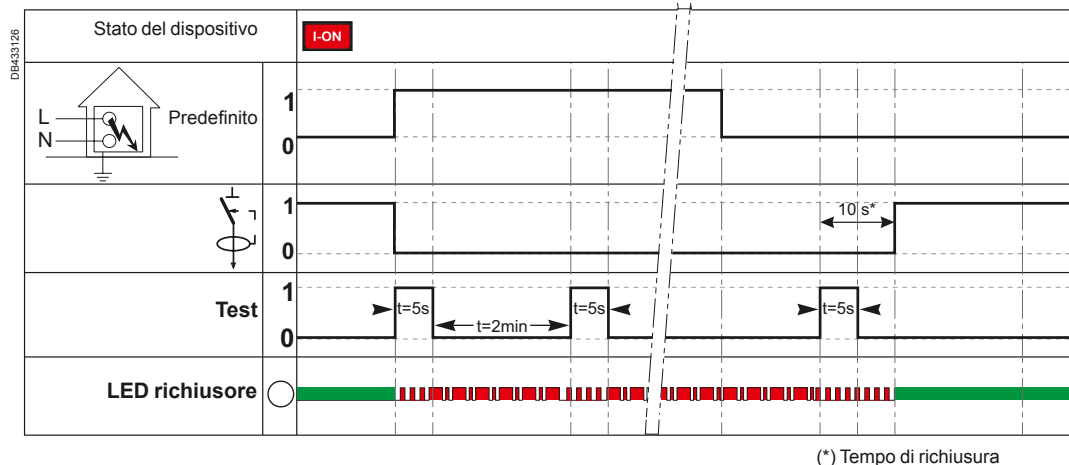 DB433126
Stato del dispositivo
I-ON
L
N
Predefinito
1
0
1
0
10 s*
Test
1
0
t=5s
t=2min
t=5s
t=5s
LED richiusore
(*) Tempo di richiusura